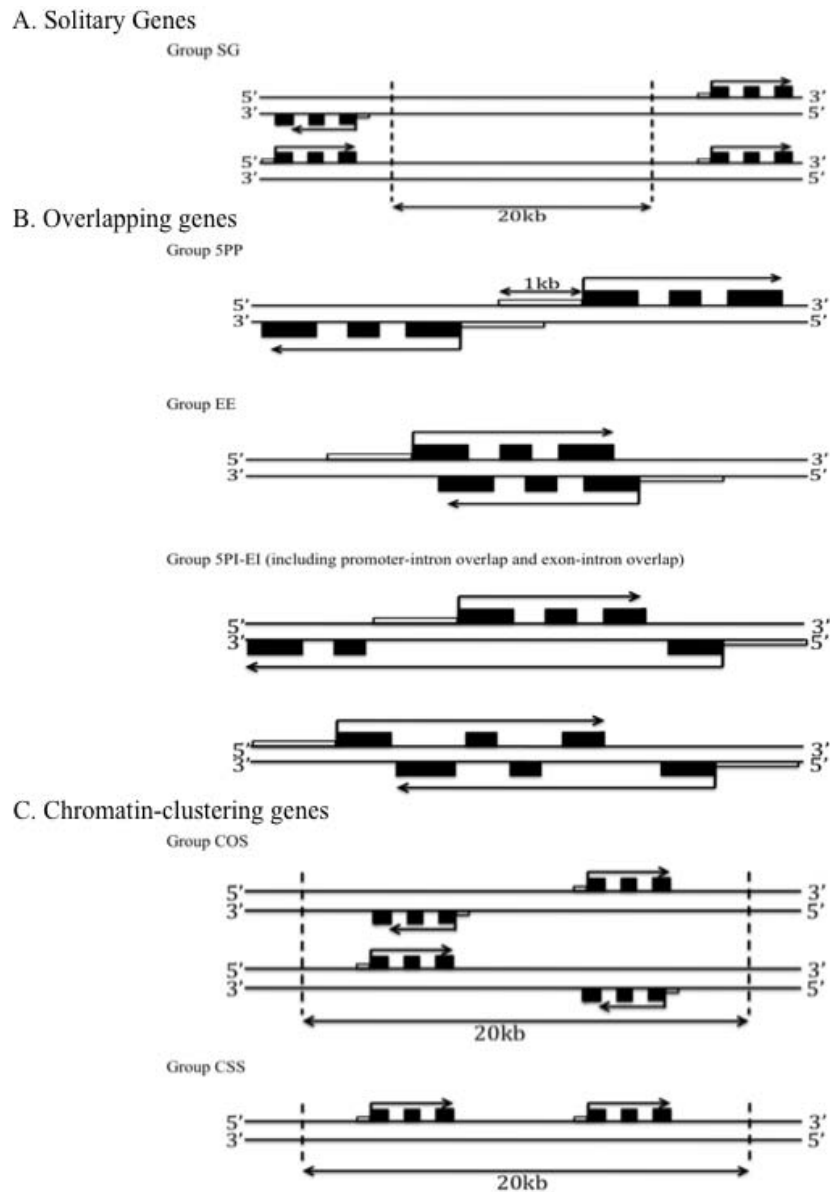 A. Solitary Genes
Group SG
5′ 3′
3′ 5′
5′ 3′
3′ 5′
20kb
B. Overlapping genes
Group 5PP
1kb
5′ 3′
3′ 5′
Group EE
5′ 3′
3′ 5′
Group 5PI-EI (including promoter-intron overlap and exon-intron overlap)
5′ 3′
3′ 5′
5′ 3′
3′ 5′
C. Chromatin-clustering genes
Group COS
5′ 3′
3′ 5′
5′ 3′
3′ 5′
20kb
Group CSS
5′ 3′
3′ 5′
20kb